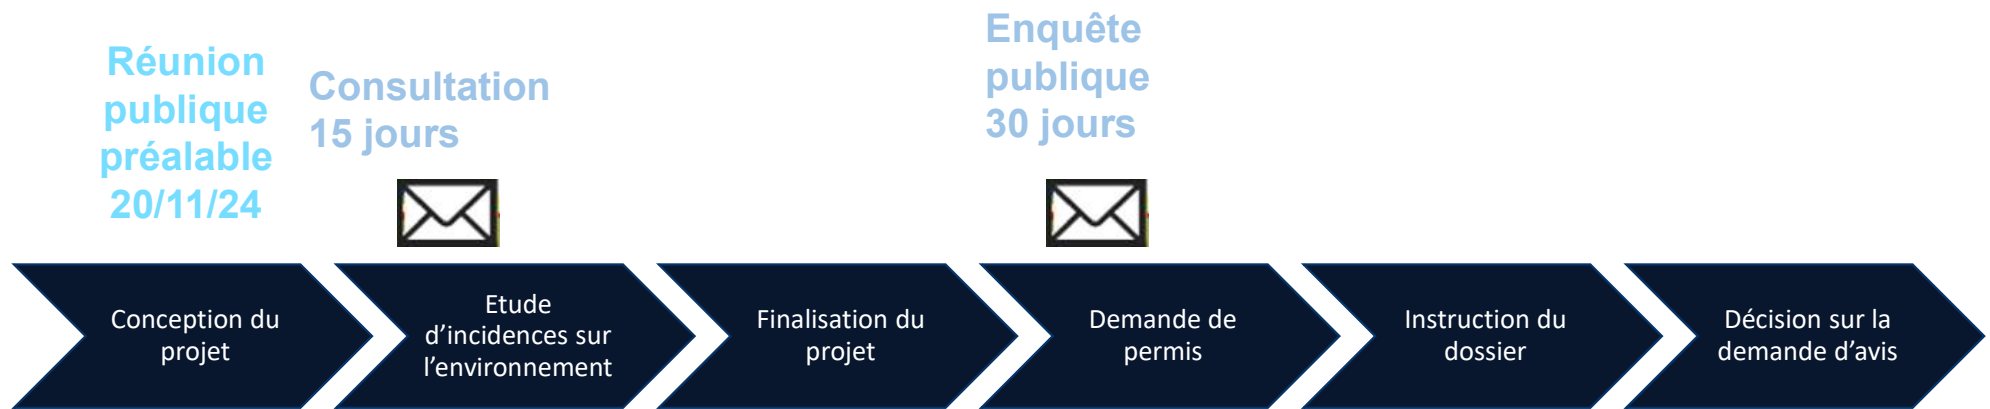 Réunion
publique
préalable
20/11/24
Consultation
15 jours
Enquête
publique
30 jours
Conception du
projet
Etude
d’incidences sur
l’environnement
Finalisation du
projet
Demande de
permis
Instruction du
dossier
Décision sur la
demande d’avis